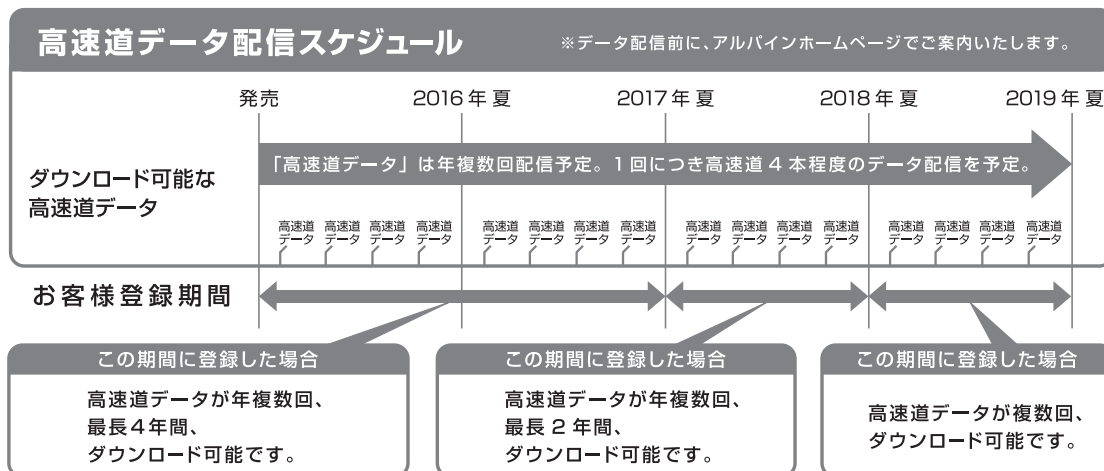 高速道データ配信スケジュール
※データ配信前に、アルパインホームページでご案内いたします。
発売
2016年 夏
2017年 夏
2018年 夏
2019年 夏
ダウンロード可能な
高速道データ
「高速道データ」は年複数回配信予定。1回につき高速道4本程度のデータ配信を予定。
高速道
データ
高速道
データ
高速道
データ
高速道
データ
高速道
データ
高速道
データ
高速道
データ
高速道
データ
高速道
データ
高速道
データ
高速道
データ
高速道
データ
高速道
データ
高速道
データ
高速道
データ
高速道
データ
お客様登録期間
この期間に登録した場合
高速道データが年複数回、
最長4年間、
ダウンロード可能です。
この期間に登録した場合
高速道データが年複数回、
最長2年間、
ダウンロード可能です。
この期間に登録した場合
高速道データが複数回、
ダウンロード可能です。